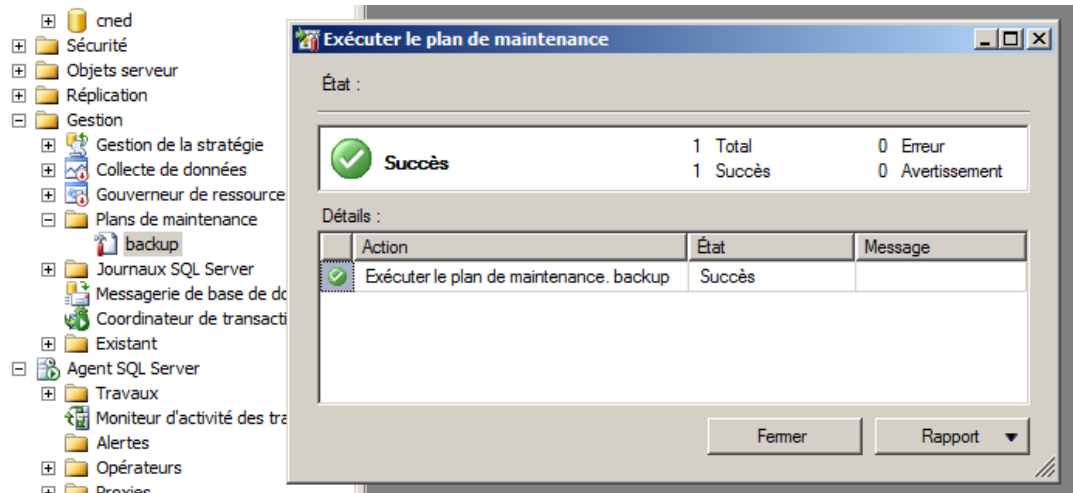 cned
Sécurité
Objets serveur
Réplication
Gestion
Gestion de la stratégie
Collecte de données
Gouverneur de ressource
Plans de maintenance
backup
Journaux SQL Server
Messagerie de base de do
Coordinateur de transacti
Existant
Agent SQL Server
Travaux
Moniteur d'activité des tra
Alertes
Opérateurs
Proxies
Exécuter le plan de maintenance
État :
Succès
1 Total
0 Erreur
1 Succès
0 Avertissement
Détails :
Action État Message
Exécuter le plan de maintenance. backup Succès
Fermer Rapport